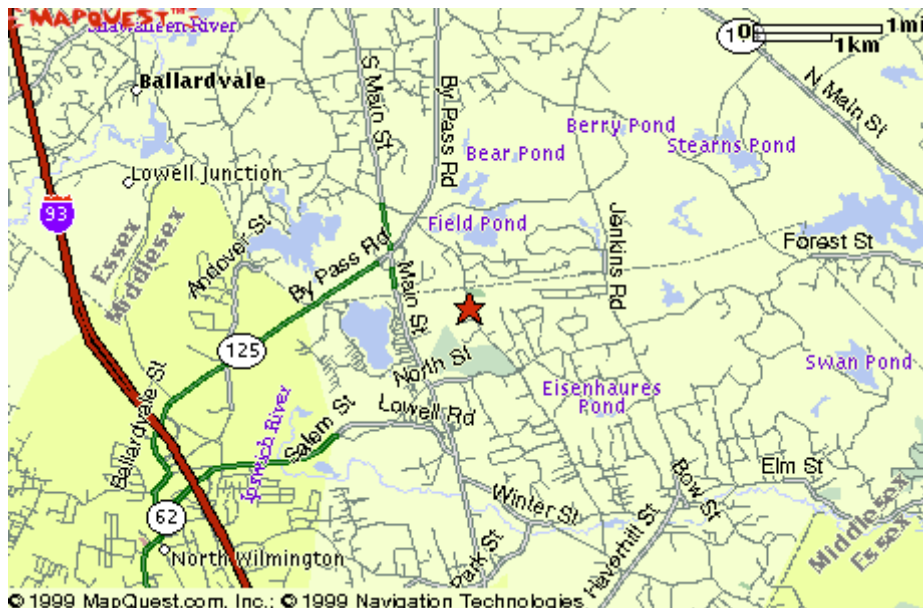 MAPQUEST™
Shawsheen River
1mi
10
1km
Ballardvale
S Main St
By Pass Rd
N Main St
Berry Pond
Stearns Pond
Bear Pond
Lowell Junction
93
Field Pond
Jenkins Rd
Essex
Middlesex
Andover St
By Pass Rd
Forest St
Main St
125
North St
Swan Pond
Eisenhaures
Pond
Ballardvale St
Ipswich River
Salem St
Lowell Rd
Elm St
Bow St
Winter St
62
Haverhill St
Middlesex
Essex
North Wilmington
Park St
© 1999 MapQuest.com, Inc.; © 1999 Navigation Technologies